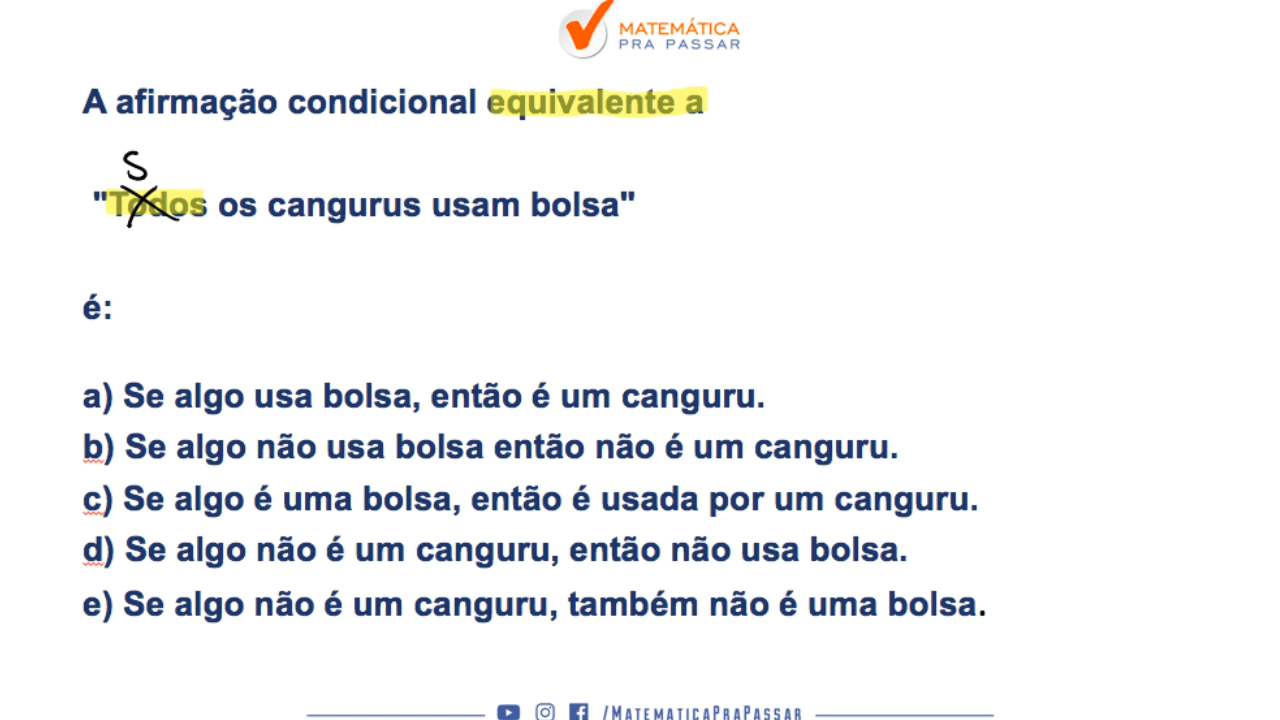 MATEMÁTICA
PRA PASSAR
A afirmação condicional equivalente a
S
"Todos os cangurus usam bolsa"
é:
a) Se algo usa bolsa, então é um canguru.
b) Se algo não usa bolsa então não é um canguru.
c) Se algo é uma bolsa, então é usada por um canguru.
d) Se algo não é um canguru, então não usa bolsa.
e) Se algo não é um canguru, também não é uma bolsa.
/MATEMATICAPRAPASSAR